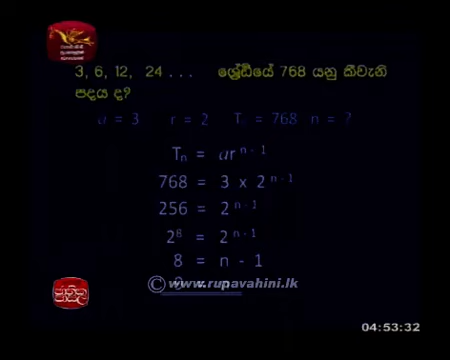 3, 6, 12, 24 . . . ශ්‍රේඪියේ 768 යනු කීවැනි
පදය ද?
a = 3 r = 2 Tₙ = 768 n = ?
Tₙ = arⁿ⁻¹
768 = 3 x 2ⁿ⁻¹
256 = 2ⁿ⁻¹
2⁸ = 2ⁿ⁻¹
8 = n - 1
9 = n
© www.rupavahini.lk
04:53:32